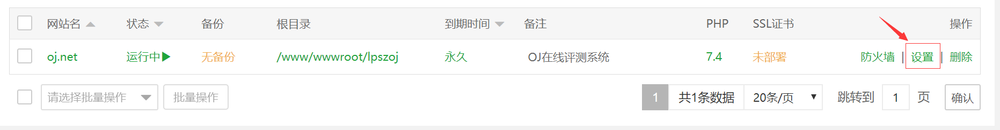 网站名 状态 备份 根目录 到期时间 备注 PHP SSL证书 操作
oj.net 运行中 无备份 /www/wwwroot/lpszoj 永久 OJ在线评测系统 7.4 未部署 防火墙 | 设置 | 删除
请选择批量操作 批量操作 1 共1条数据 20条/页 跳转到 1 页 确认